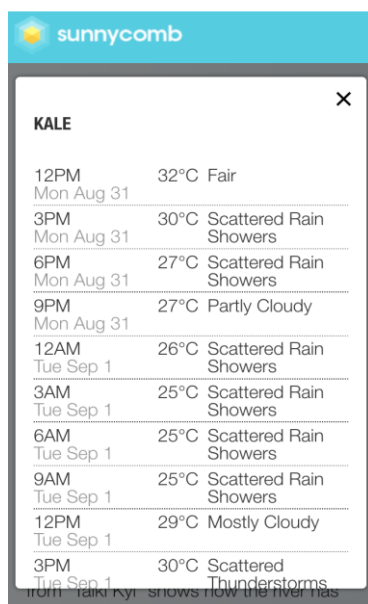 sunnycomb
×
KALE
12PM 32°C Fair
Mon Aug 31
3PM 30°C Scattered Rain
Mon Aug 31 Showers
6PM 27°C Scattered Rain
Mon Aug 31 Showers
9PM 27°C Partly Cloudy
Mon Aug 31
12AM 26°C Scattered Rain
Tue Sep 1 Showers
3AM 25°C Scattered Rain
Tue Sep 1 Showers
6AM 25°C Scattered Rain
Tue Sep 1 Showers
9AM 25°C Scattered Rain
Tue Sep 1 Showers
12PM 29°C Mostly Cloudy
Tue Sep 1
3PM 30°C Scattered
Tue Sep 1 Thunderstorms
from shows how the river has